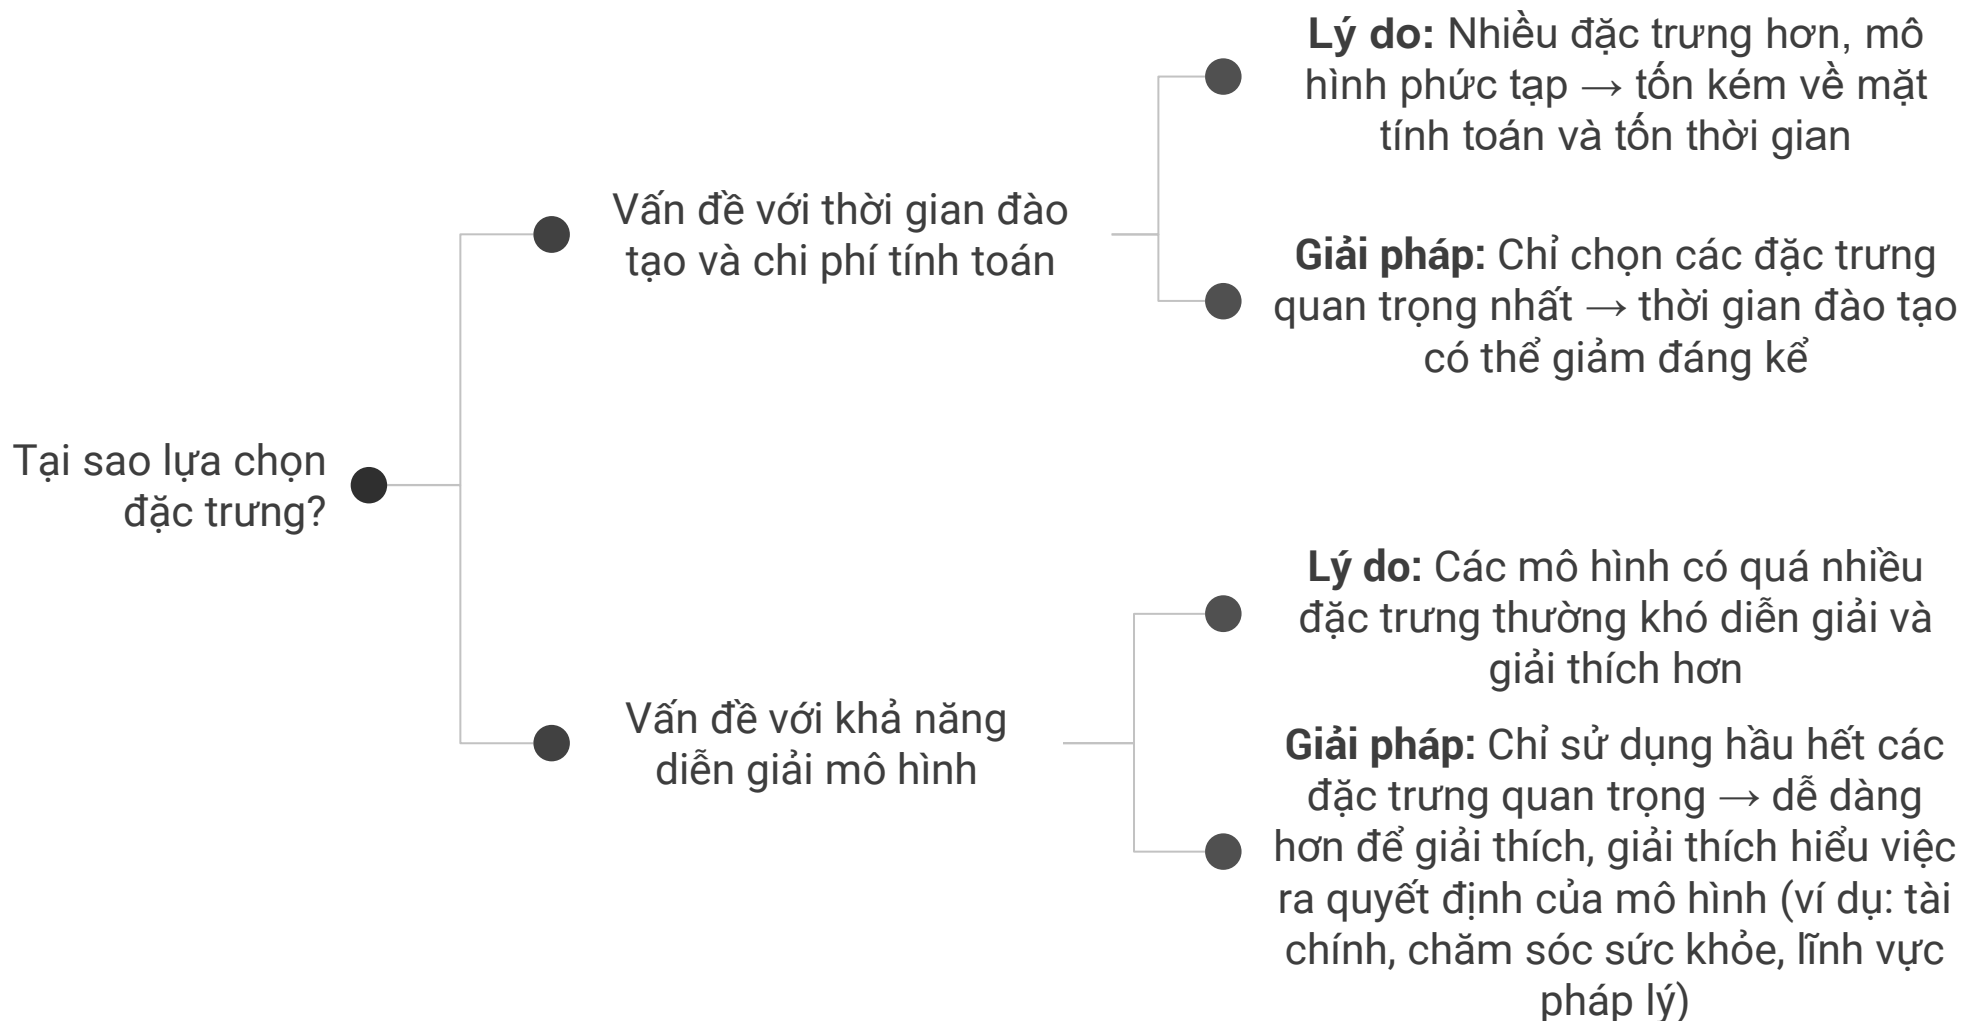 Tại sao lựa chọn
đặc trưng?
Vấn đề với thời gian đào
tạo và chi phí tính toán
Lý do: Nhiều đặc trưng hơn, mô
hình phức tạp → tốn kém về mặt
tính toán và tốn thời gian
Giải pháp: Chỉ chọn các đặc trưng
quan trọng nhất → thời gian đào tạo
có thể giảm đáng kể
Vấn đề với khả năng
diễn giải mô hình
Lý do: Các mô hình có quá nhiều
đặc trưng thường khó diễn giải và
giải thích hơn
Giải pháp: Chỉ sử dụng hầu hết các
đặc trưng quan trọng → dễ dàng
hơn để giải thích, giải thích hiểu việc
ra quyết định của mô hình (ví dụ: tài
chính, chăm sóc sức khỏe, lĩnh vực
pháp lý)